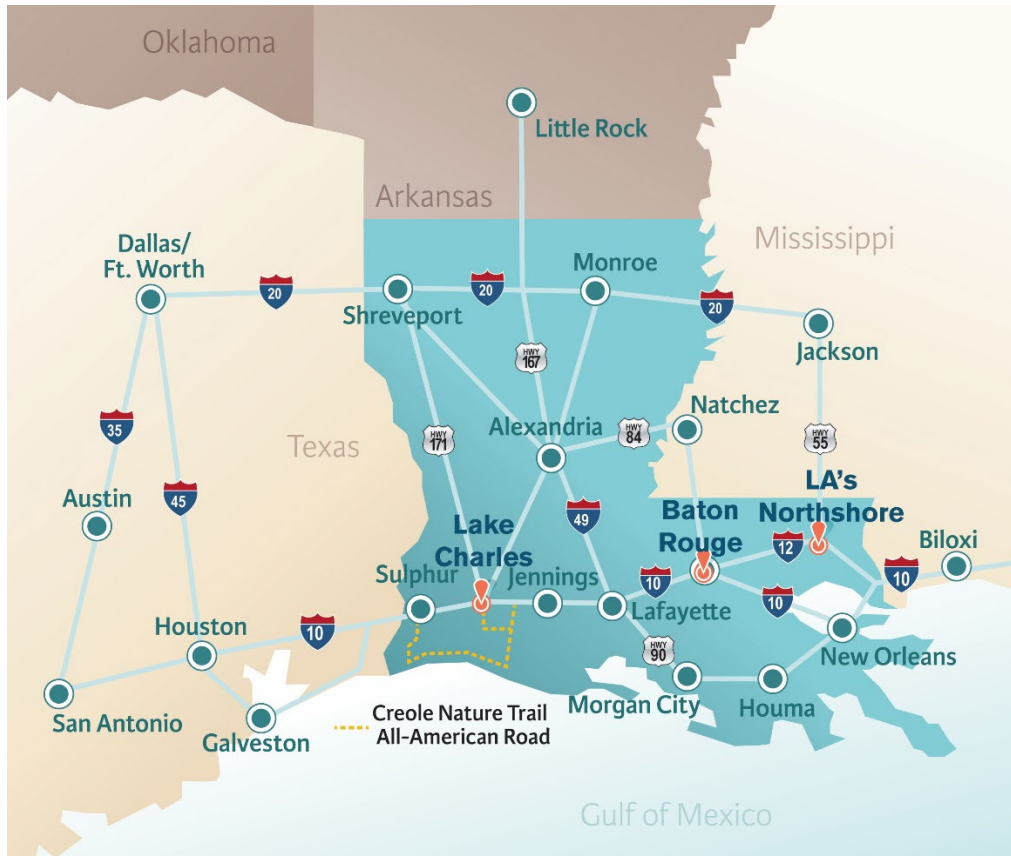 Oklahoma
Little Rock
Arkansas
Mississippi
Dallas/
Ft. Worth
20
Shreveport
20
Monroe
20
Jackson
HWY
167
Natchez
35
Texas
HWY
171
Alexandria
HWY
84
HWY
55
Austin
45
Lake
Charles
49
Baton
Rouge
LA's
Northshore
12
Biloxi
Sulphur
Jennings
10
10
10
Lafayette
Houston
10
HWY
90
New Orleans
San Antonio
Galveston
Creole Nature Trail
All-American Road
Morgan City
Houma
Gulf of Mexico